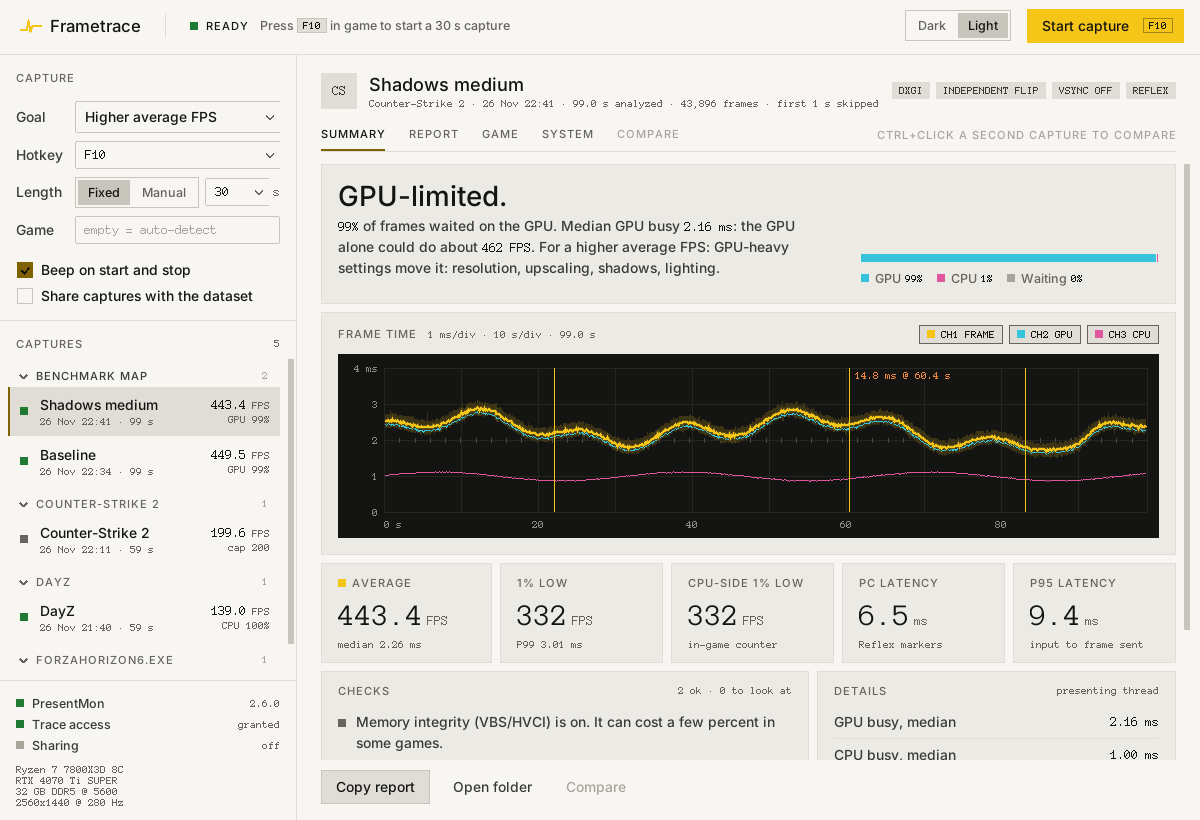 Frametrace
READY Press F10 in game to start a 30 s capture
Dark Light
Start capture F10
CAPTURE
Goal Higher average FPS
Hotkey F10
Length Fixed Manual 30 s
Game empty = auto-detect
Beep on start and stop
Share captures with the dataset
CAPTURES 5
BENCHMARK MAP 2
Shadows medium 443.4 FPS
26 Nov 22:41 · 99 s GPU 99%
Baseline 449.5 FPS
26 Nov 22:34 · 99 s GPU 99%
COUNTER-STRIKE 2 1
Counter-Strike 2 199.6 FPS
26 Nov 22:11 · 59 s cap 200
DAYZ 1
DayZ 139.0 FPS
26 Nov 21:40 · 59 s CPU 100%
FORZAHORIZON6.EXE 1
PresentMon 2.6.0
Trace access granted
Sharing off
Ryzen 7 7800X3D 8C
RTX 4070 Ti SUPER
32 GB DDR5 @ 5600
2560x1440 @ 280 Hz
CS Shadows medium
Counter-Strike 2 · 26 Nov 22:41 · 99.0 s analyzed · 43,896 frames · first 1 s skipped
DXGI INDEPENDENT FLIP VSYNC OFF REFLEX
SUMMARY REPORT GAME SYSTEM COMPARE
CTRL+CLICK A SECOND CAPTURE TO COMPARE
GPU-limited.
99% of frames waited on the GPU. Median GPU busy 2.16 ms: the GPU
alone could do about 462 FPS. For a higher average FPS: GPU-heavy
settings move it: resolution, upscaling, shadows, lighting.
GPU 99% CPU 1% Waiting 0%
FRAME TIME 1 ms/div · 10 s/div · 99.0 s
CH1 FRAME CH2 GPU CH3 CPU
4 ms
14.8 ms @ 60.4 s
3
2
1
0
0 s 20 40 60 80
AVERAGE
443.4 FPS
median 2.26 ms
1% LOW
332 FPS
P99 3.01 ms
CPU-SIDE 1% LOW
332 FPS
in-game counter
PC LATENCY
6.5 ms
Reflex markers
P95 LATENCY
9.4 ms
input to frame sent
CHECKS 2 ok · 0 to look at
Memory integrity (VBS/HVCI) is on. It can cost a few percent in
some games.
DETAILS presenting thread
GPU busy, median 2.16 ms
CPU busy, median 1.00 ms
Copy report Open folder Compare